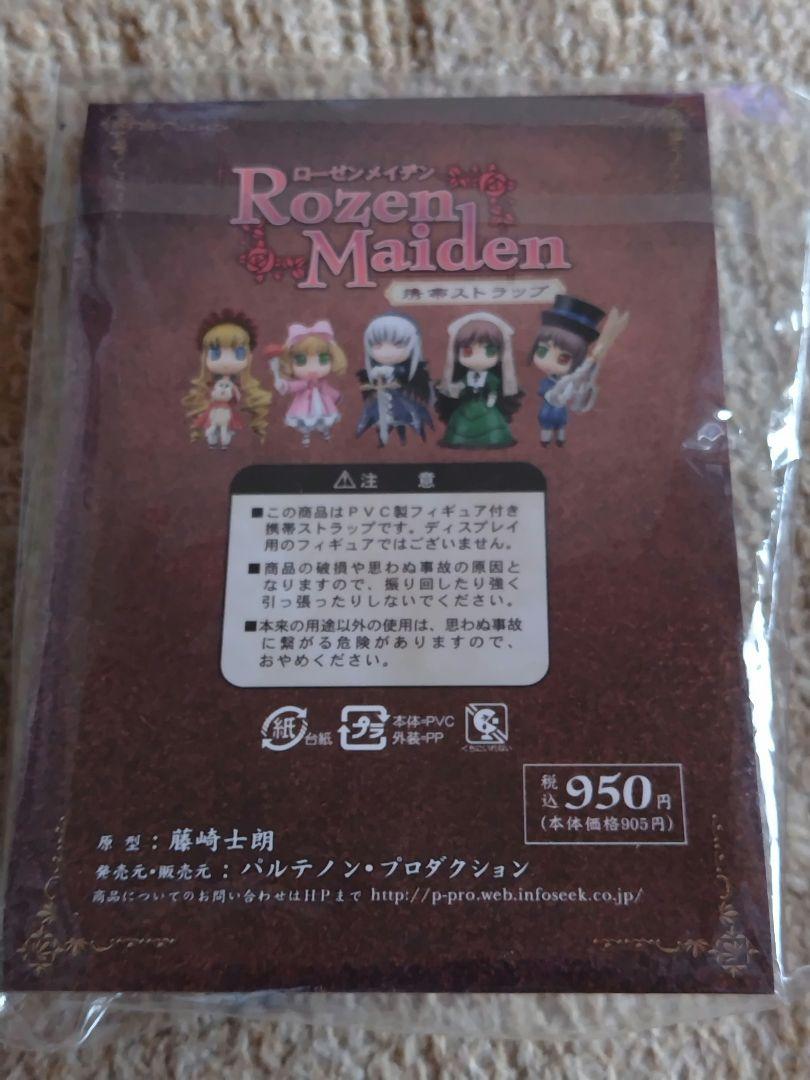 ローゼンメイデン
Rozen
Maiden
携帯ストラップ
⚠注 意
■この商品はPVC製フィギュア付き
携帯ストラップです。ディスプレイ
用のフィギュアではございません。
■商品の破損や思わぬ事故の原因と
なりますので、振り回したり強く
引っ張ったりしないでください。
■本来の用途以外の使用は、思わぬ事故
に繋がる危険がありますので、
おやめください。
紙 台紙
プラ 本体=PVC
外装=PP
くちにいれない
税込 950円
(本体価格905円)
原 型 : 藤崎士朗
発売元・販売元 : パルテノン・プロダクション
商品についてのお問い合わせはHPまで http://p-pro.web.infoseek.co.jp/